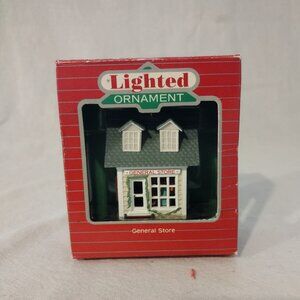 Lighted
ORNAMENT
GENERAL STORE
General Store